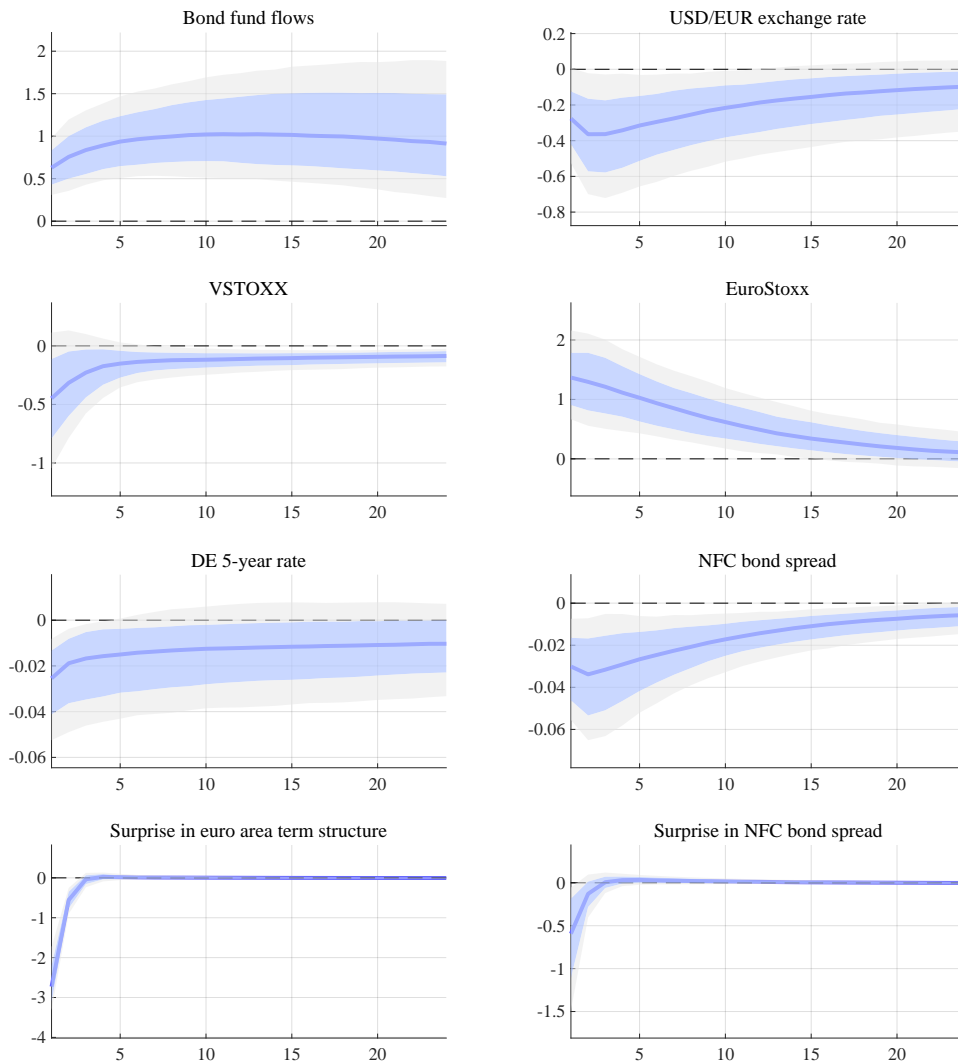 Bond fund flows
2
1.5
1
0.5
0
5 10 15 20
USD/EUR exchange rate
0.2
0
-0.2
-0.4
-0.6
-0.8
5 10 15 20
VSTOXX
0
-0.5
-1
5 10 15 20
EuroStoxx
2
1
0
5 10 15 20
DE 5-year rate
0
-0.02
-0.04
-0.06
5 10 15 20
NFC bond spread
0
-0.02
-0.04
-0.06
5 10 15 20
Surprise in euro area term structure
0
-1
-2
-3
-4
5 10 15 20
Surprise in NFC bond spread
0
-0.5
-1
-1.5
5 10 15 20